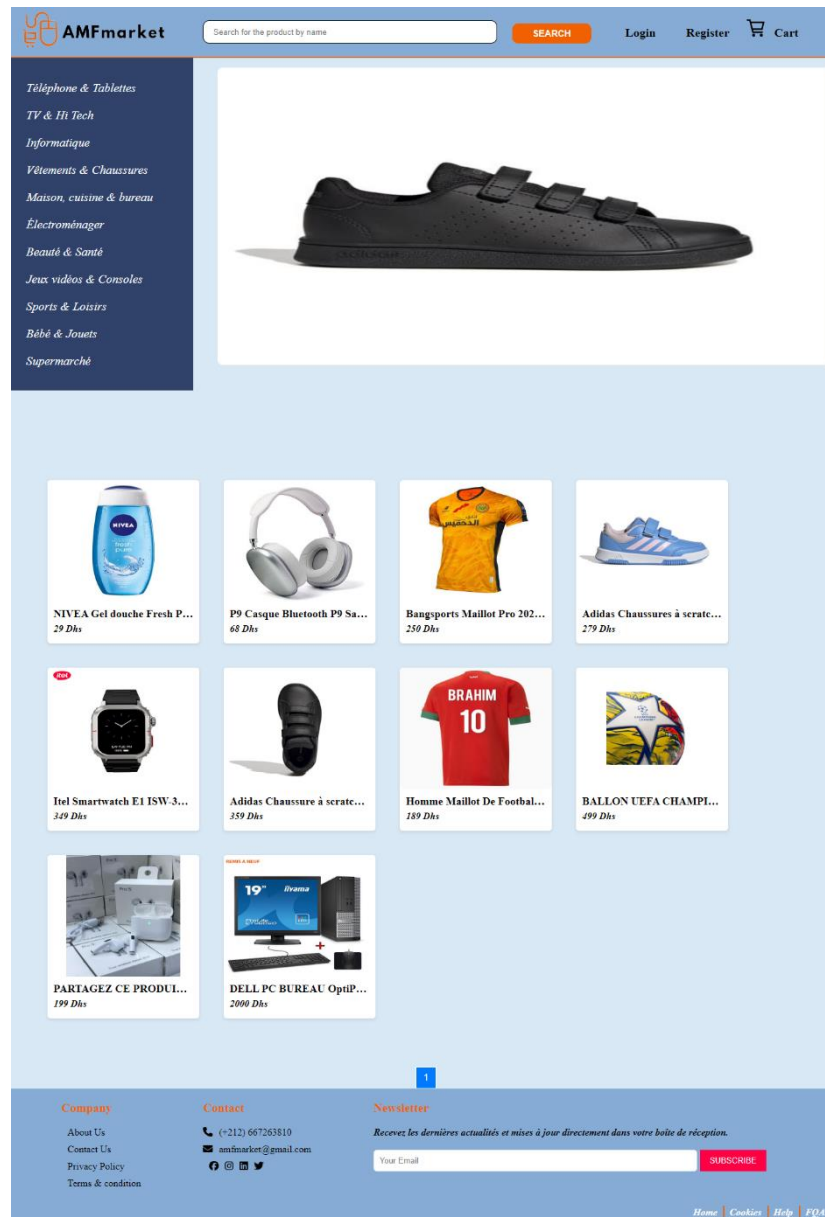 AMFmarket
Search for the product by name
SEARCH
Login
Register
Cart
Téléphone & Tablettes
TV & Hi Tech
Informatique
Vêtements & Chaussures
Maison, cuisine & bureau
Électroménager
Beauté & Santé
Jeux vidéos & Consoles
Sports & Loisirs
Bébé & Jouets
Supermarché
NIVEA
NIVEA Gel douche Fresh P...
29 Dhs
P9 Casque Bluetooth P9 Sa...
68 Dhs
Bangsports Maillot Pro 202...
250 Dhs
Adidas Chaussures à scratc...
279 Dhs
itel
Itel Smartwatch E1 ISW-3...
349 Dhs
Adidas Chaussure à scratc...
359 Dhs
BRAHIM
10
Homme Maillot De Footbal...
189 Dhs
BALLON UEFA CHAMPI...
499 Dhs
PARTAGEZ CE PRODUI...
199 Dhs
REMIS A NEUF
19"
iiyama
DELL PC BUREAU OptiP...
2000 Dhs
1
Company
About Us
Contact Us
Privacy Policy
Terms & condition
Contact
(+212) 667263810
amfmarket@gmail.com
Newsletter
Recevez les dernières actualités et mises à jour directement dans votre boîte de réception.
Your Email
SUBSCRIBE
Home
Cookies
Help
FQA